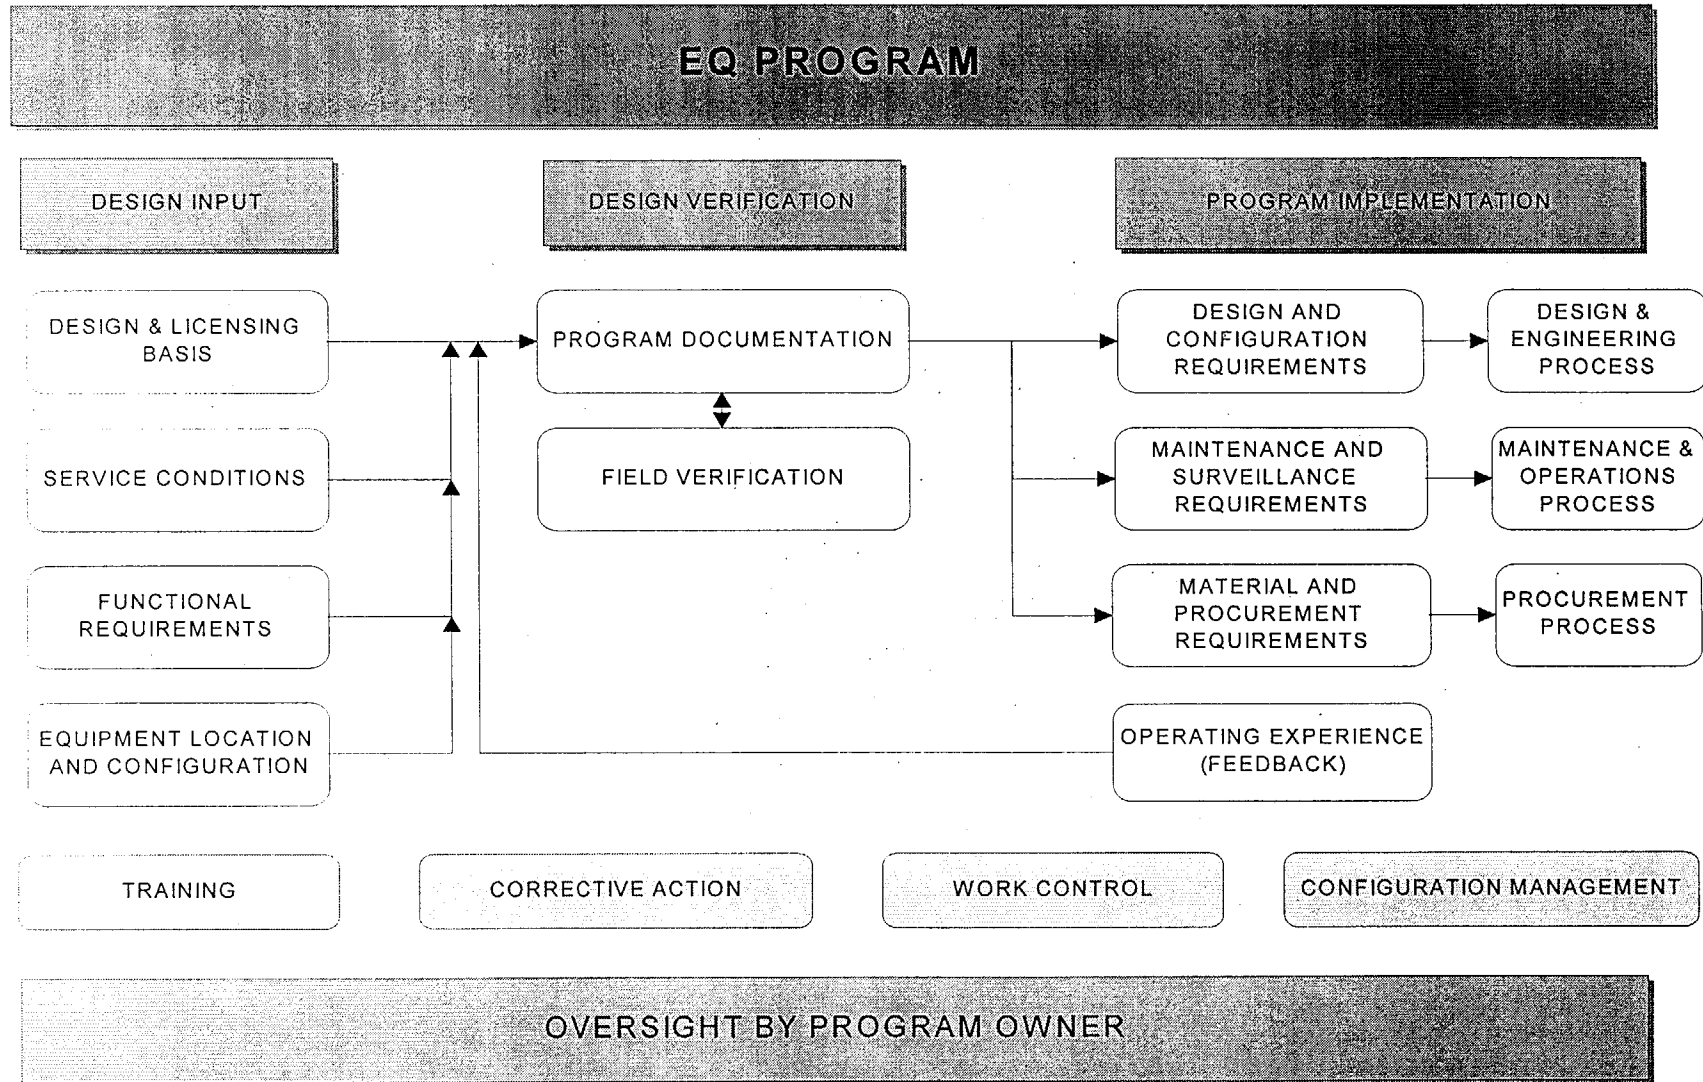 EQ PROGRAM
DESIGN INPUT
DESIGN VERIFICATION
PROGRAM IMPLEMENTATION
DESIGN & LICENSING
BASIS
PROGRAM DOCUMENTATION
DESIGN AND
CONFIGURATION
REQUIREMENTS
DESIGN &
ENGINEERING
PROCESS
SERVICE CONDITIONS
FIELD VERIFICATION
MAINTENANCE AND
SURVEILLANCE
REQUIREMENTS
MAINTENANCE &
OPERATIONS
PROCESS
FUNCTIONAL
REQUIREMENTS
MATERIAL AND
PROCUREMENT
REQUIREMENTS
PROCUREMENT
PROCESS
EQUIPMENT LOCATION
AND CONFIGURATION
OPERATING EXPERIENCE
(FEEDBACK)
TRAINING
CORRECTIVE ACTION
WORK CONTROL
CONFIGURATION MANAGEMENT
OVERSIGHT BY PROGRAM OWNER